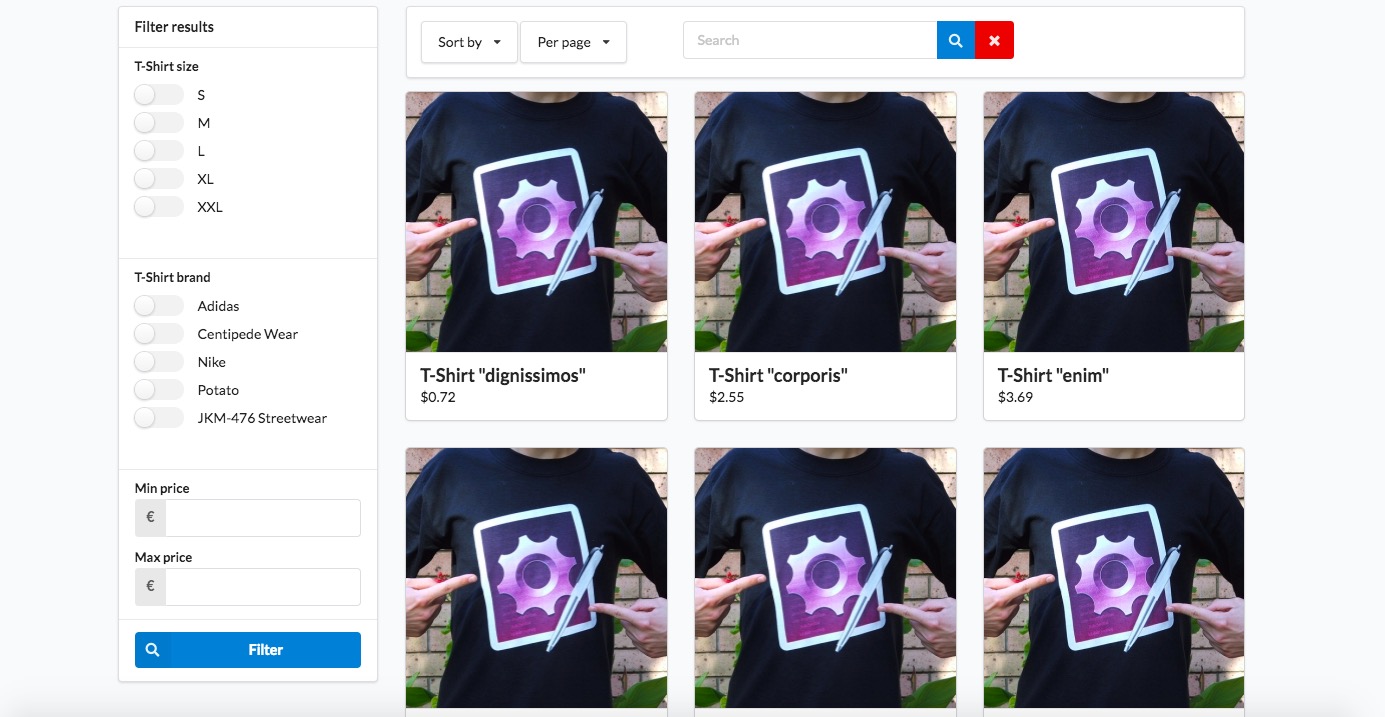 Filter results
T-Shirt size
S
M
L
XL
XXL
T-Shirt brand
Adidas
Centipede Wear
Nike
Potato
JKM-476 Streetwear
Min price
€
Max price
€
Filter
Sort by
Per page
Search
T-Shirt "dignissimos"
$0.72
T-Shirt "corporis"
$2.55
T-Shirt "enim"
$3.69